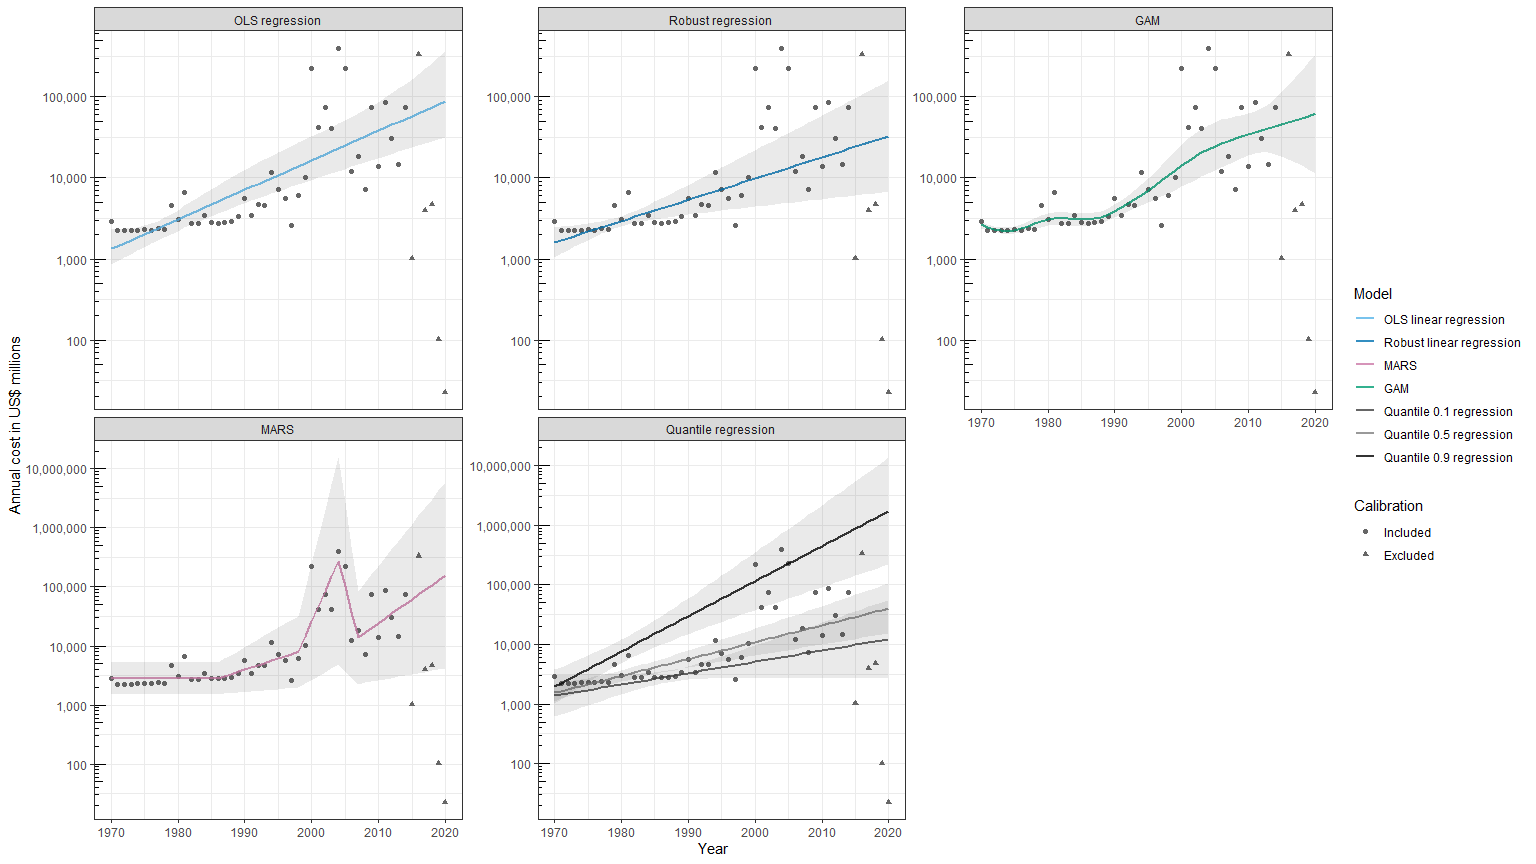 OLS regression
Robust regression
GAM
100,000
10,000
1,000
100
100,000
10,000
1,000
100
100,000
10,000
1,000
100
1970 1980 1990 2000 2010 2020
MARS
Quantile regression
10,000,000
1,000,000
100,000
10,000
1,000
100
10,000,000
1,000,000
100,000
10,000
1,000
100
1970 1980 1990 2000 2010 2020
1970 1980 1990 2000 2010 2020
Year
Annual cost in US$ millions
Model
OLS linear regression
Robust linear regression
MARS
GAM
Quantile 0.1 regression
Quantile 0.5 regression
Quantile 0.9 regression
Calibration
Included
Excluded